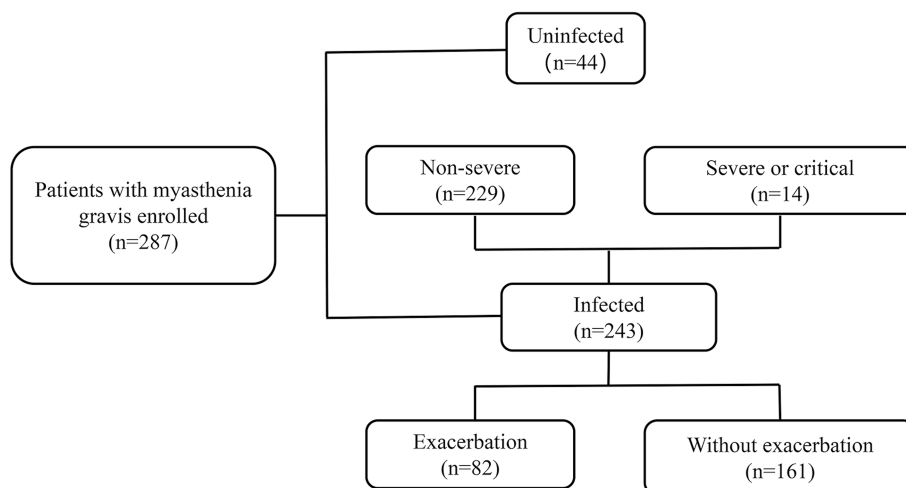 Uninfected
(n=44)
Patients with myasthenia
gravis enrolled
(n=287)
Non-severe
(n=229)
Severe or critical
(n=14)
Infected
(n=243)
Exacerbation
(n=82)
Without exacerbation
(n=161)